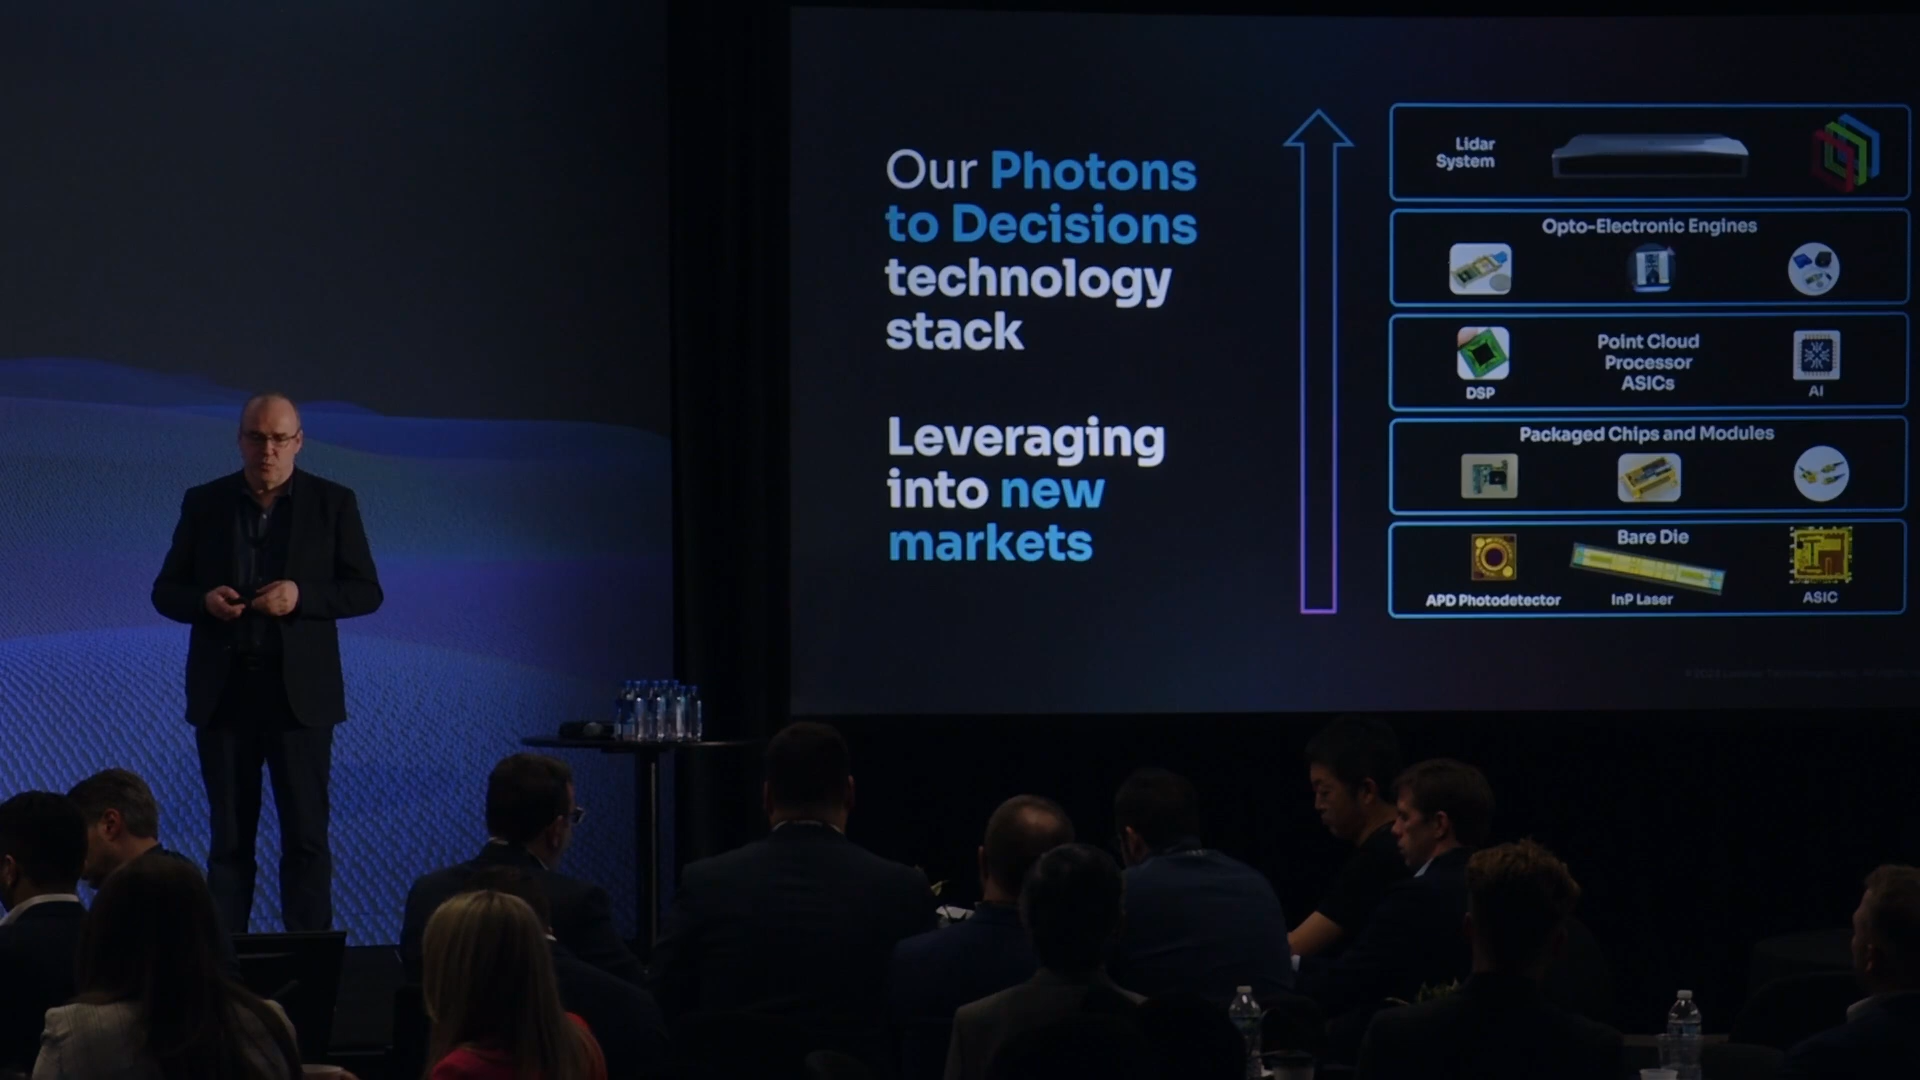 Our Photons
to Decisions
technology
stack
Leveraging
into new
markets
Lidar
System
Opto-Electronic Engines
Point Cloud
Processor
ASICs
DSP
AI
Packaged Chips and Modules
Bare Die
APD Photodetector
InP Laser
ASIC